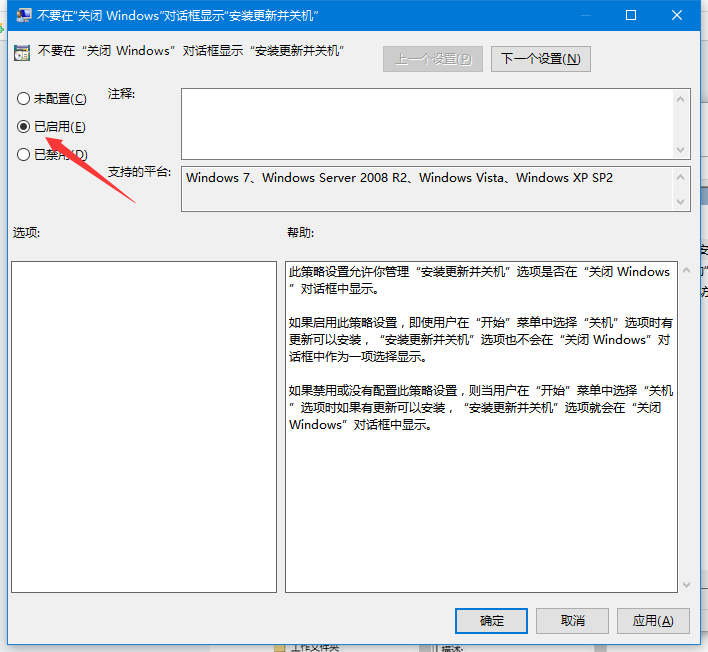 不要在“关闭 Windows”对话框显示“安装更新并关机”
不要在“关闭 Windows”对话框显示“安装更新并关机”
上一个设置(P)
下一个设置(N)
未配置(C)
注释:
已启用(E)
已禁用(D)
支持的平台:
Windows 7、Windows Server 2008 R2、Windows Vista、Windows XP SP2
选项:
帮助:
此策略设置允许你管理“安装更新并关机”选项是否在“关闭 Windows
”对话框中显示。
如果启用此策略设置，即使用户在“开始”菜单中选择“关机”选项时有
更新可以安装，“安装更新并关机”选项也不会在“关闭 Windows”对
话框中作为一项选择显示。
如果禁用或没有配置此策略设置，则当用户在“开始”菜单中选择“关机
”选项时如果有更新可以安装，“安装更新并关机”选项就会在“关闭
Windows”对话框中显示。
确定
取消
应用(A)
工作文件夹
描述: